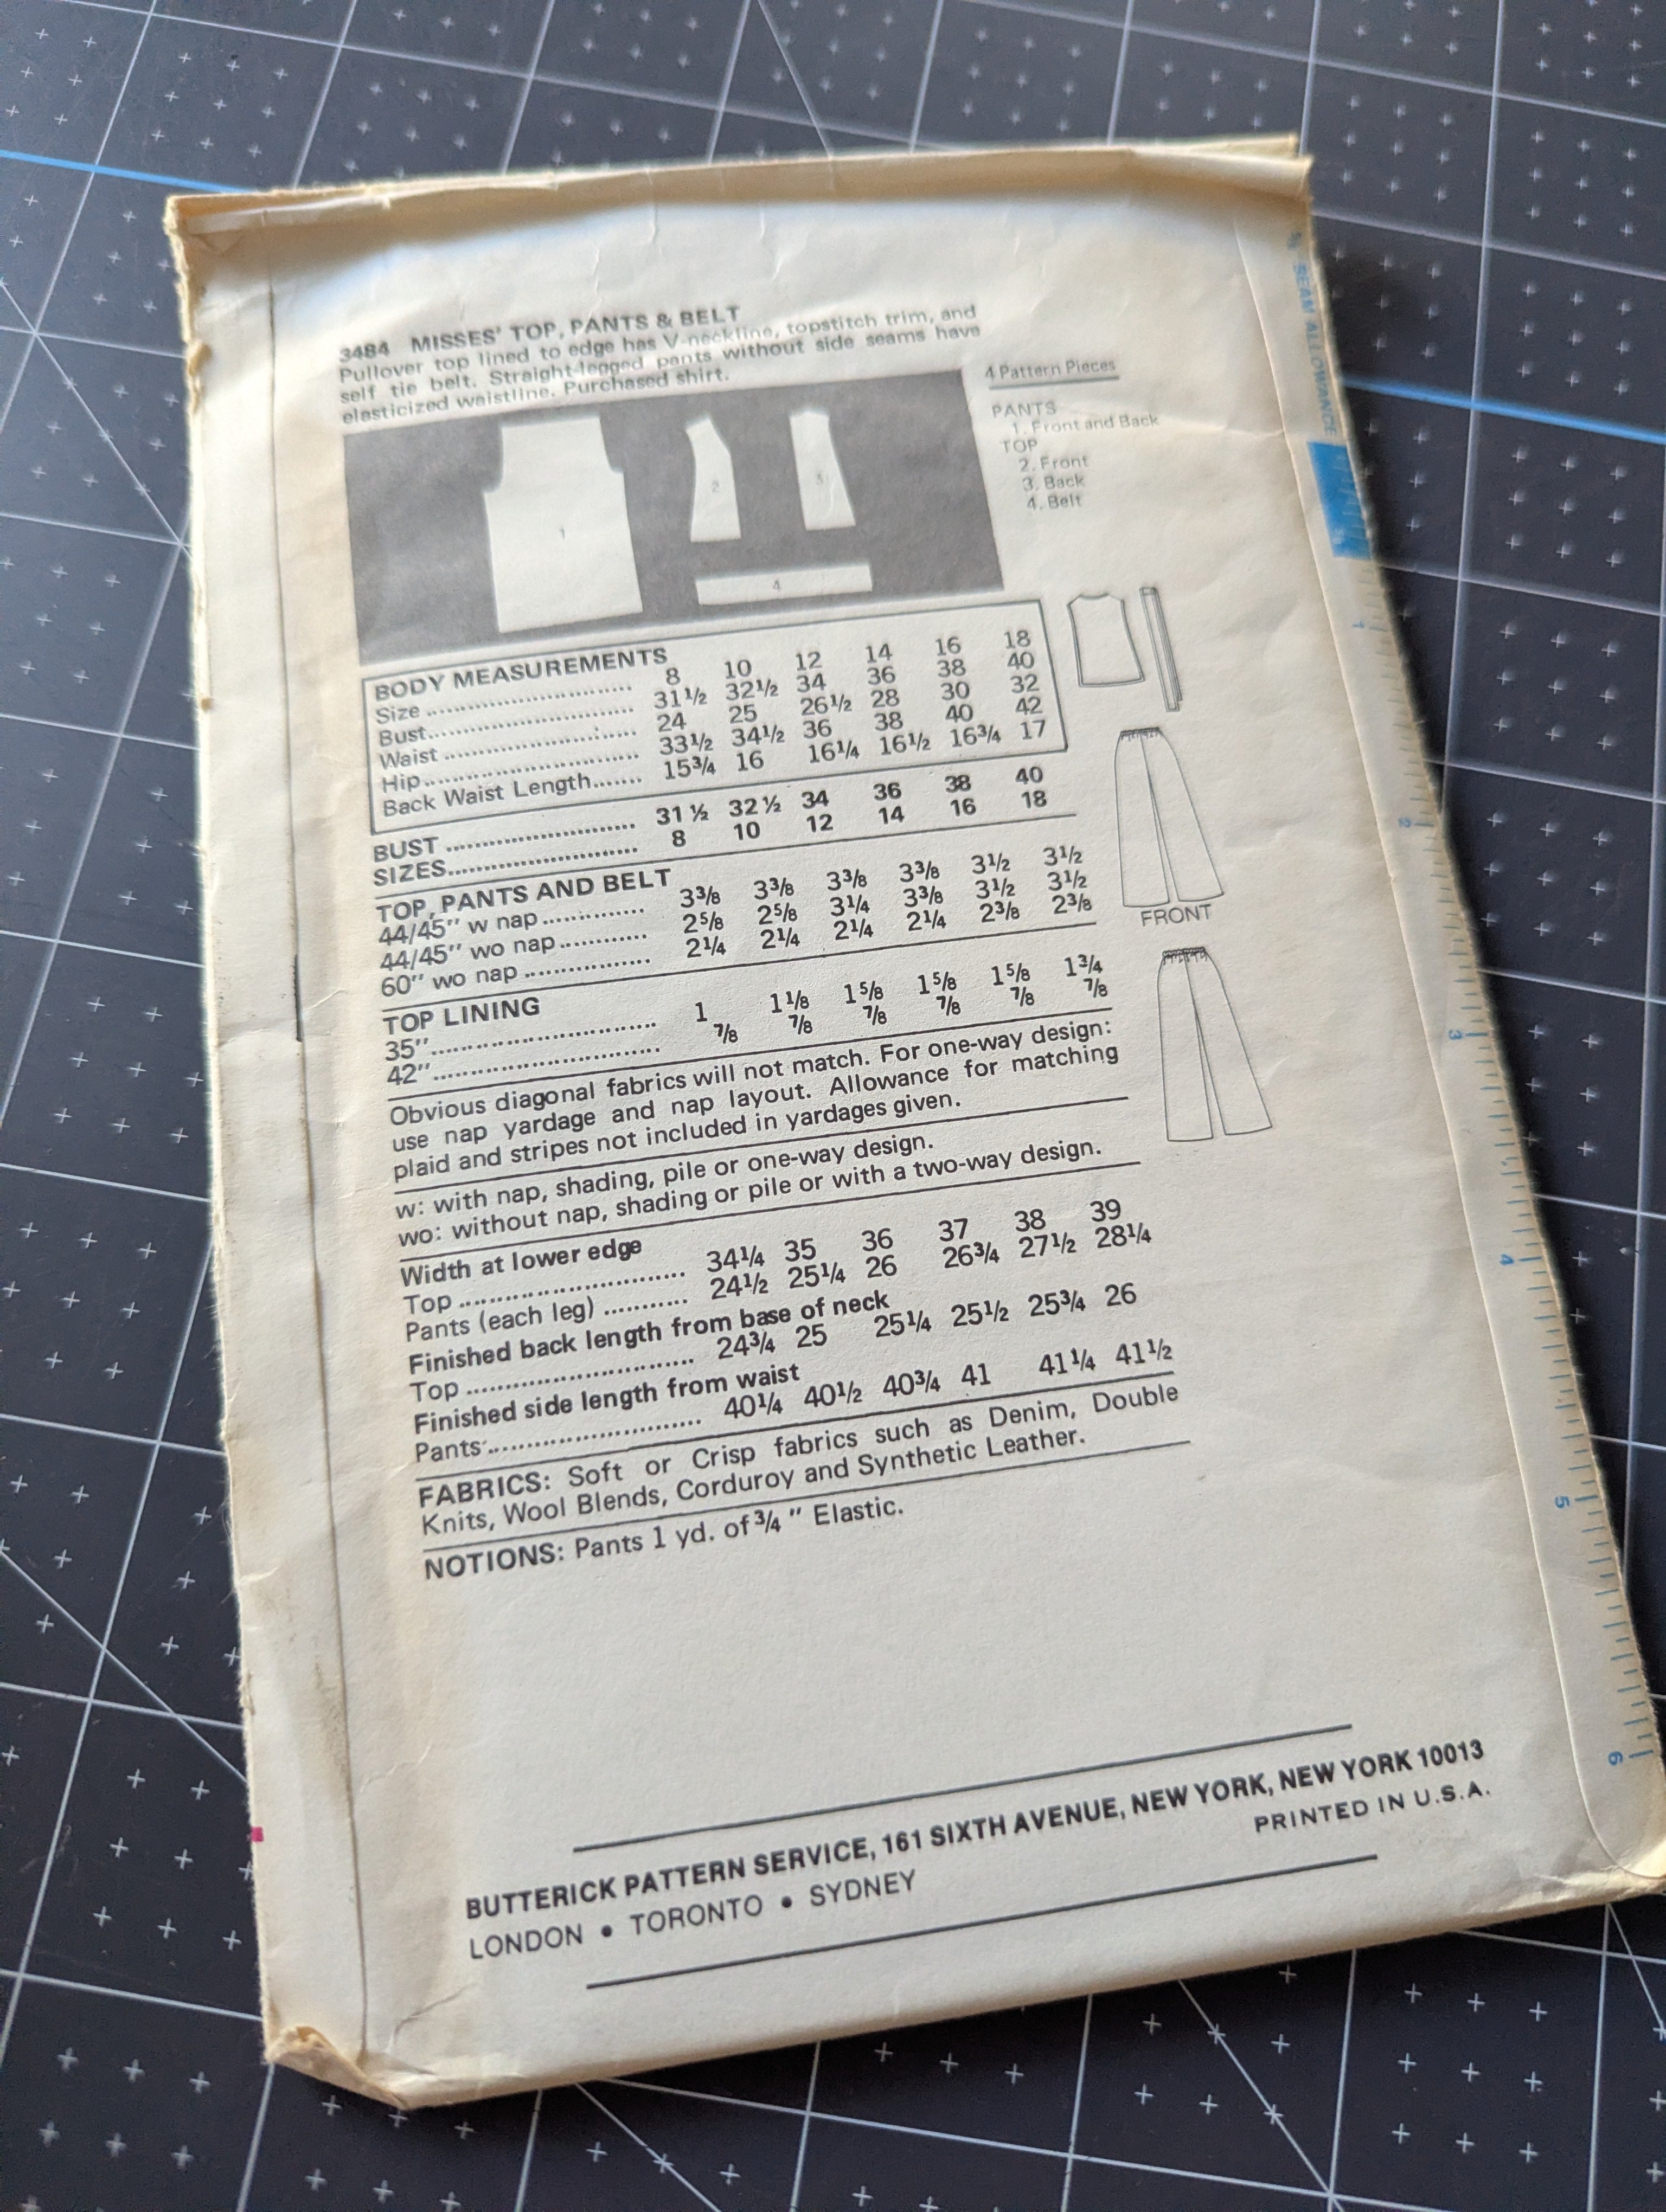 3484 MISSES' TOP, PANTS & BELT
Pullover top lined to edge has V-neckline, topstitch trim, and
self tie belt. Straight-legged pants without side seams have
elasticized waistline. Purchased shirt.
4 Pattern Pieces
PANTS
1. Front and Back
TOP
2. Front
3. Back
4. Belt
1
2
3
4
BODY MEASUREMENTS
Size 8 10 12 14 16 18
Bust 31½ 32½ 34 36 38 40
Waist 24 25 26½ 28 30 32
Hip 33½ 34½ 36 38 40 42
Back Waist Length 15¾ 16 16¼ 16½ 16¾ 17
BUST 31 ½ 32 ½ 34 36 38 40
SIZES 8 10 12 14 16 18
TOP, PANTS AND BELT
44/45" w nap 3⅜ 3⅜ 3⅜ 3⅜ 3½ 3½
44/45" wo nap 2⅝ 2⅝ 3¼ 3⅜ 3½ 3½
60" wo nap 2¼ 2¼ 2¼ 2¼ 2⅜ 2⅜
TOP LINING
35" 1 1⅛ 1⅝ 1⅝ 1⅝ 1¾
42" ⅞ ⅞ ⅞ ⅞ ⅞ ⅞
Obvious diagonal fabrics will not match. For one-way design:
use nap yardage and nap layout. Allowance for matching
plaid and stripes not included in yardages given.
w: with nap, shading, pile or one-way design.
wo: without nap, shading or pile or with a two-way design.
Width at lower edge
Top 34¼ 35 36 37 38 39
Pants (each leg) 24½ 25¼ 26 26¾ 27½ 28¼
Finished back length from base of neck
Top 24¾ 25 25¼ 25½ 25¾ 26
Finished side length from waist
Pants 40¼ 40½ 40¾ 41 41¼ 41½
FABRICS: Soft or Crisp fabrics such as Denim, Double
Knits, Wool Blends, Corduroy and Synthetic Leather.
NOTIONS: Pants 1 yd. of ¾ " Elastic.
FRONT
BUTTERICK PATTERN SERVICE, 161 SIXTH AVENUE, NEW YORK, NEW YORK 10013
PRINTED IN U.S.A.
LONDON • TORONTO • SYDNEY
SEAM ALLOWANCE
1
2
3
4
5
6